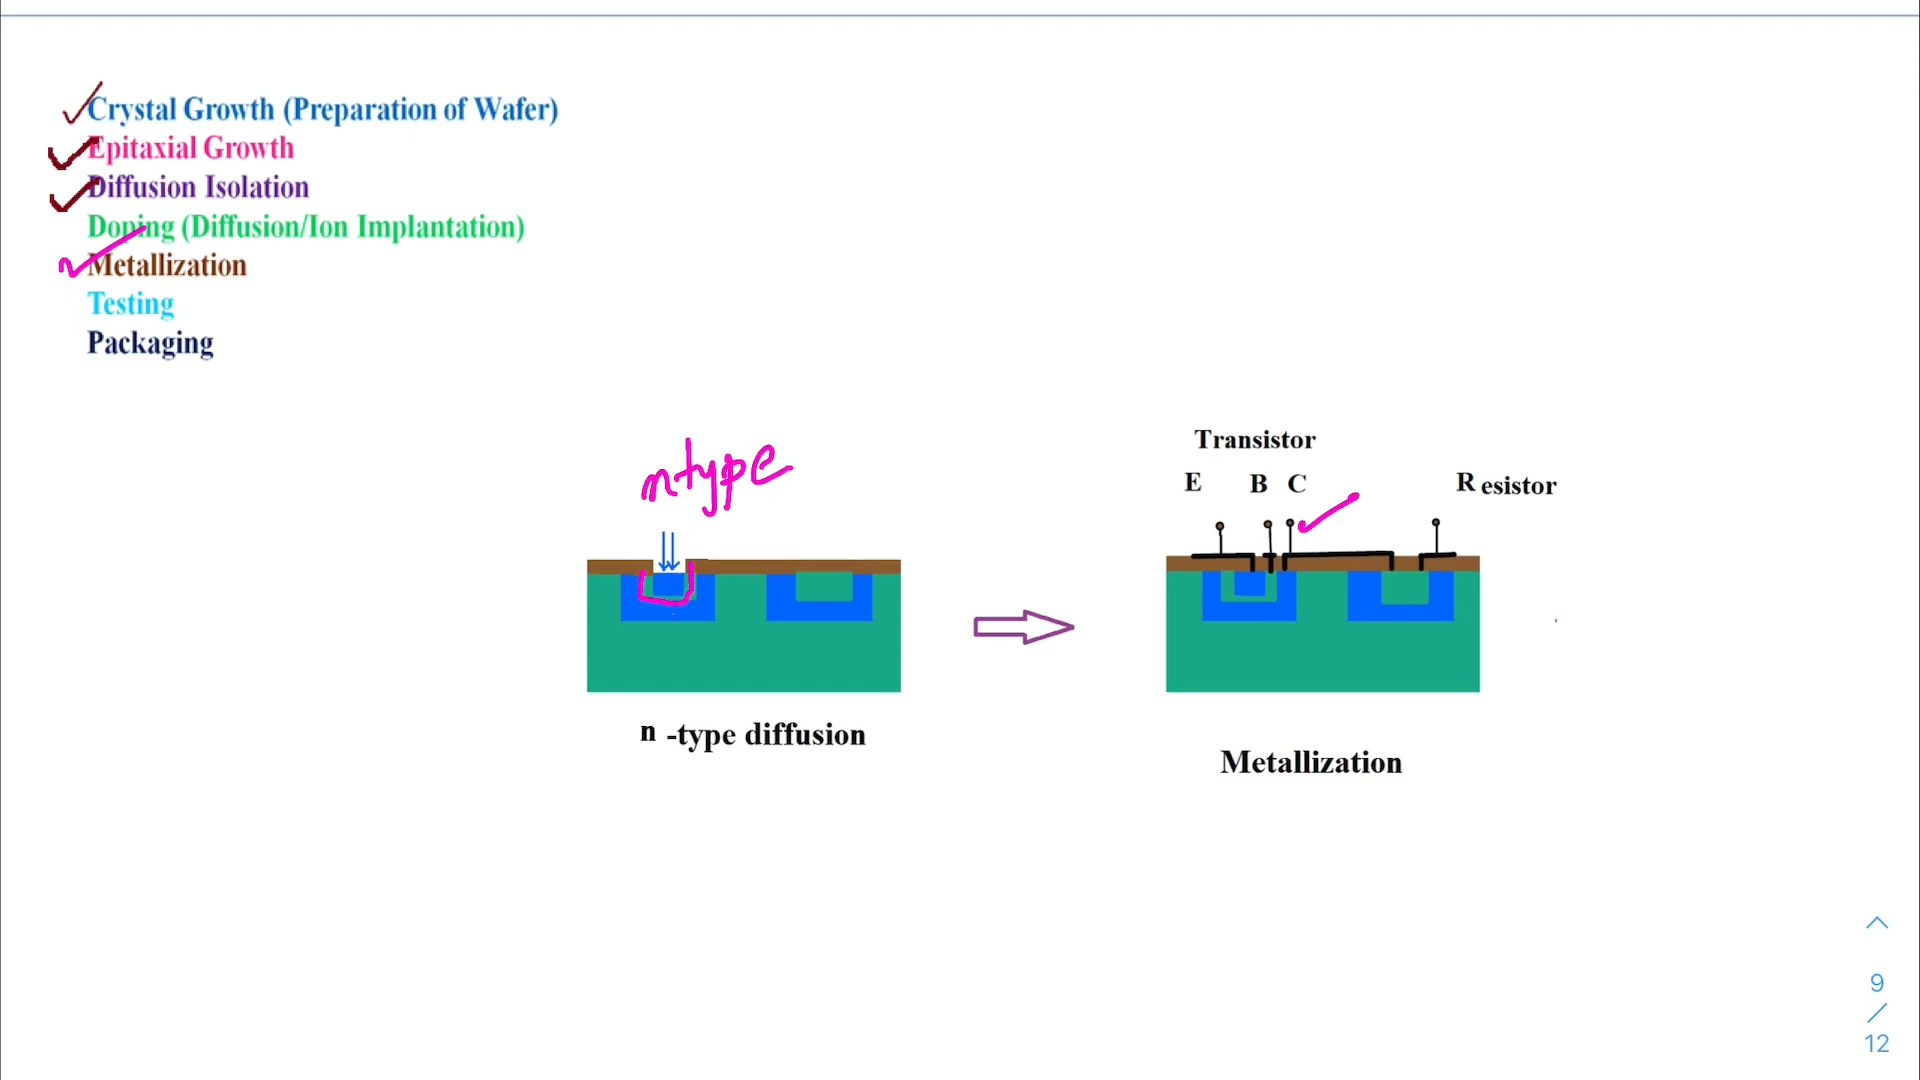 Crystal Growth (Preparation of Wafer)
Epitaxial Growth
Diffusion Isolation
Doping (Diffusion/Ion Implantation)
Metallization
Testing
Packaging
n type
Transistor
E B C
Resistor
n -type diffusion
Metallization
9
/
12